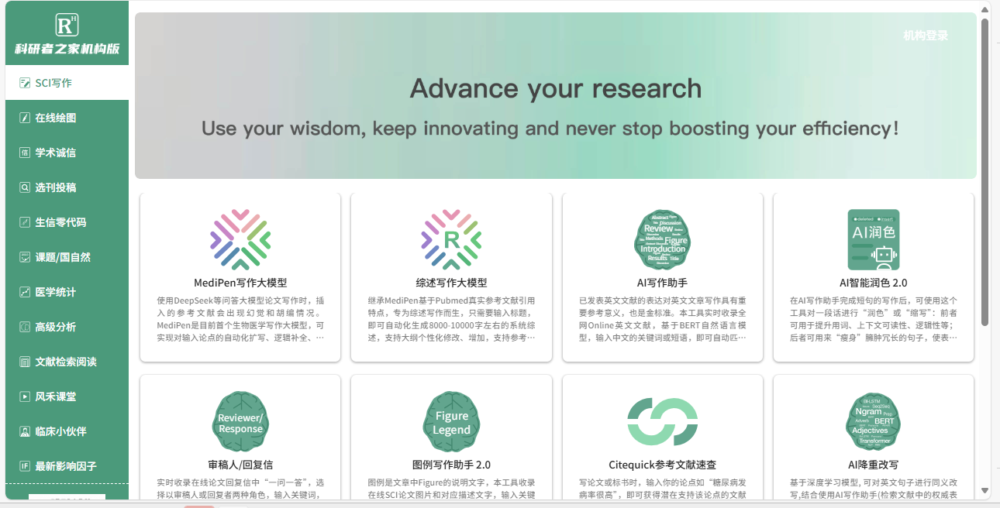 RH
科研者之家机构版
SCI写作
在线绘图
学术诚信
选刊投稿
生信零代码
课题/国自然
医学统计
高级分析
文献检索阅读
风禾课堂
临床小伙伴
IF 最新影响因子
机构登录
Advance your research
Use your wisdom, keep innovating and never stop boosting your efficiency!
MediPen写作大模型
使用DeepSeek等问答大模型论文写作时，插
入的参考文献会出现幻觉和胡编情况。
MediPen是目前首个生物医学写作大模型，可
实现对输入论点的自动化扩写、逻辑补全、…
R
综述写作大模型
继承MediPen基于Pubmed真实参考文献引用
特点，专为综述写作而生，只需要输入标题，
即可自动化生成8000-10000字左右的系统综
述，支持大纲个性化修改、增加，支持参考…
Abstract
Discussion
Review
Methods
Figure
Introduction
Results Title
AI写作助手
已发表英文文献的表达对英文文章写作具有重
要参考意义，也是金标准。本工具实时收录全
网Online英文文献，基于BERT自然语言模
型，输入中文的关键词或短语，即可自动匹…
deleted insert
AI润色
AI智能润色 2.0
在AI写作助手完成短句的写作后，可使用这个
工具对一段话进行“润色”或“缩写”：前者
可用于提升用词、上下文可读性、逻辑性等；
后者可用来“瘦身”臃肿冗长的句子，使表…
Reviewer/
Response
审稿人/回复信
实时收录在线论文回复信中“一问一答”，选
择以审稿人或回复者两种角色，输入关键词，
Figure
Legend
图例写作助手 2.0
图例是文章中Figure的说明文字，本工具收录
在线SCI论文图片和对应描述文字，输入关键
Citequick参考文献速查
写论文或标书时，输入你的论点如“糖尿病发
病率很高”，即可获得潜在支持该论点的文献
Bi-LSTM
Seq2Seq
Ngram Prep
Adverb BERT
Adjectives
Transformer
AI降重改写
基于深度学习模型, 可对英文句子进行同义改
写,结合使用AI写作助手(检索文献中的权威表